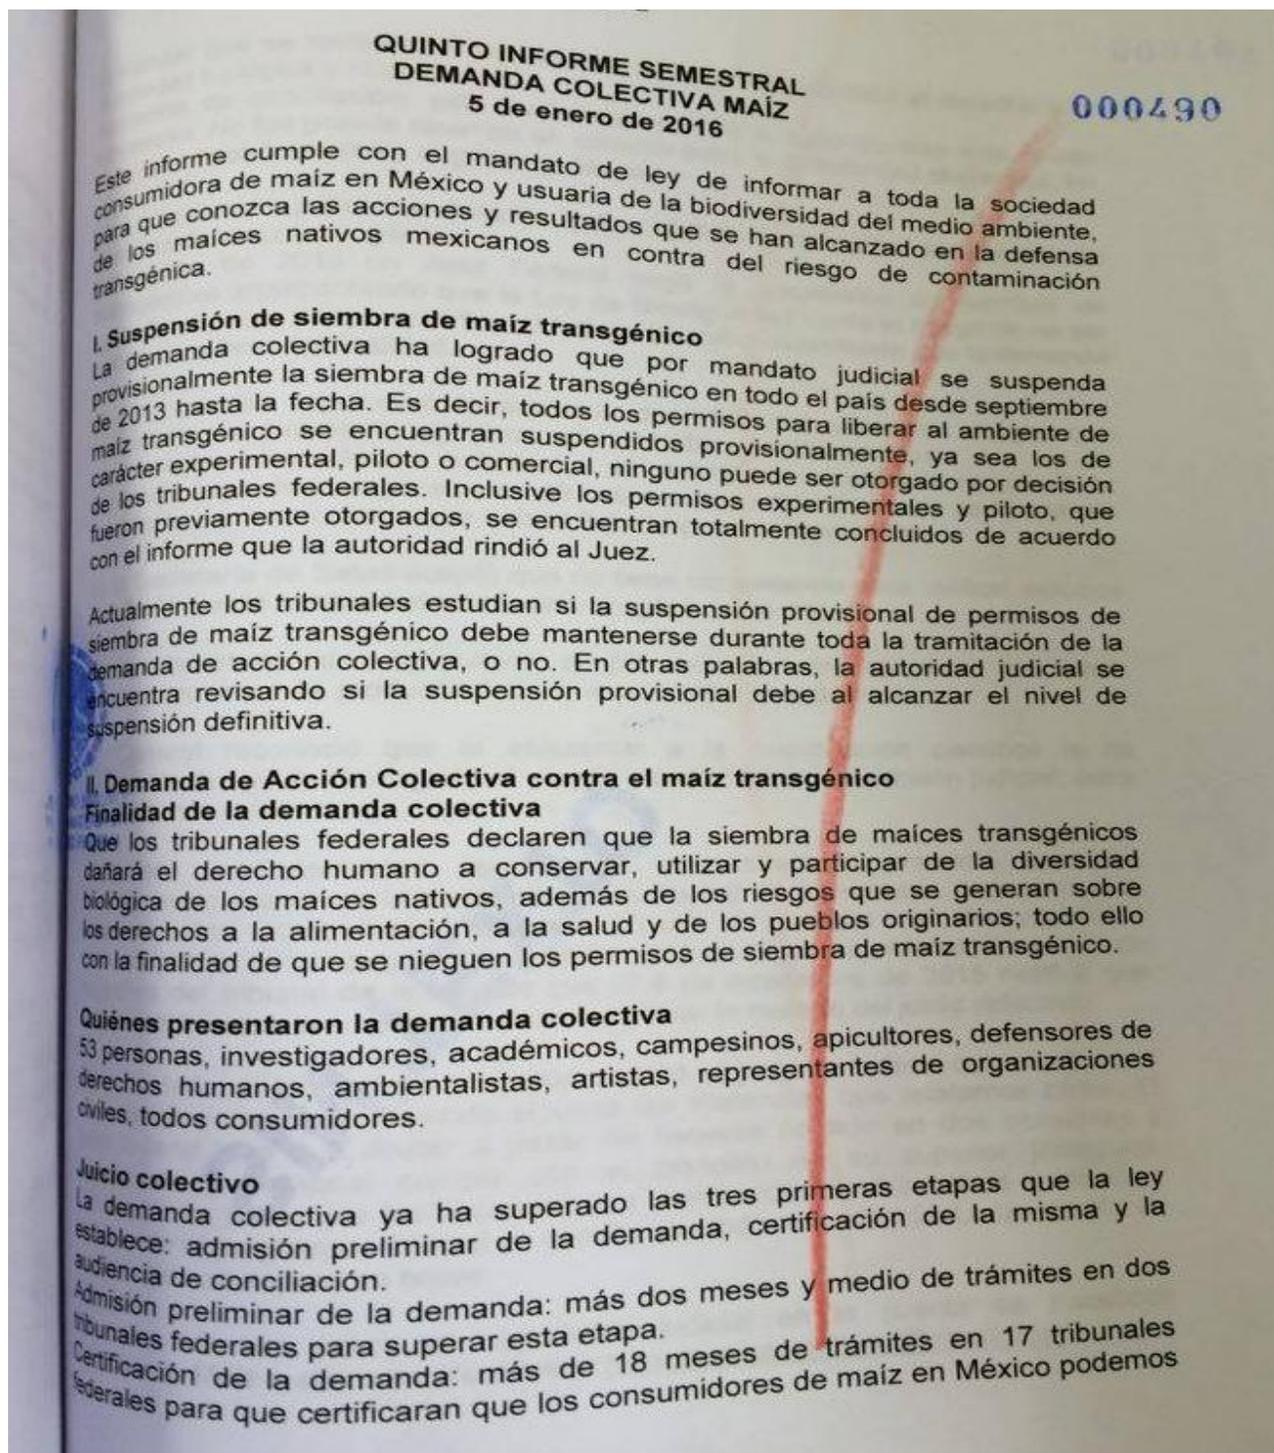 QUINTO INFORME SEMESTRAL
DEMANDA COLECTIVA MAÍZ
5 de enero de 2016
000490
Este informe cumple con el mandato de ley de informar a toda la sociedad
consumidora de maíz en México y usuaria de la biodiversidad del medio ambiente,
para que conozca las acciones y resultados que se han alcanzado en la defensa
de los maíces nativos mexicanos en contra del riesgo de contaminación
transgénica.
I. Suspensión de siembra de maíz transgénico
La demanda colectiva ha logrado que por mandato judicial se suspenda
provisionalmente la siembra de maíz transgénico en todo el país desde septiembre
de 2013 hasta la fecha. Es decir, todos los permisos para liberar al ambiente de
maíz transgénico se encuentran suspendidos provisionalmente, ya sea los de
carácter experimental, piloto o comercial, ninguno puede ser otorgado por decisión
de los tribunales federales. Inclusive los permisos experimentales y piloto, que
fueron previamente otorgados, se encuentran totalmente concluidos de acuerdo
con el informe que la autoridad rindió al Juez.
Actualmente los tribunales estudian si la suspensión provisional de permisos de
siembra de maíz transgénico debe mantenerse durante toda la tramitación de la
demanda de acción colectiva, o no. En otras palabras, la autoridad judicial se
encuentra revisando si la suspensión provisional debe al alcanzar el nivel de
suspensión definitiva.
II. Demanda de Acción Colectiva contra el maíz transgénico
Finalidad de la demanda colectiva
Que los tribunales federales declaren que la siembra de maíces transgénicos
dañará el derecho humano a conservar, utilizar y participar de la diversidad
biológica de los maíces nativos, además de los riesgos que se generan sobre
los derechos a la alimentación, a la salud y de los pueblos originarios; todo ello
con la finalidad de que se nieguen los permisos de siembra de maíz transgénico.
Quiénes presentaron la demanda colectiva
53 personas, investigadores, académicos, campesinos, apicultores, defensores de
derechos humanos, ambientalistas, artistas, representantes de organizaciones
civiles, todos consumidores.
Juicio colectivo
La demanda colectiva ya ha superado las tres primeras etapas que la ley
establece: admisión preliminar de la demanda, certificación de la misma y la
audiencia de conciliación.
Admisión preliminar de la demanda: más dos meses y medio de trámites en dos
tribunales federales para superar esta etapa.
Certificación de la demanda: más de 18 meses de trámites en 17 tribunales
federales para que certificaran que los consumidores de maíz en México podemos